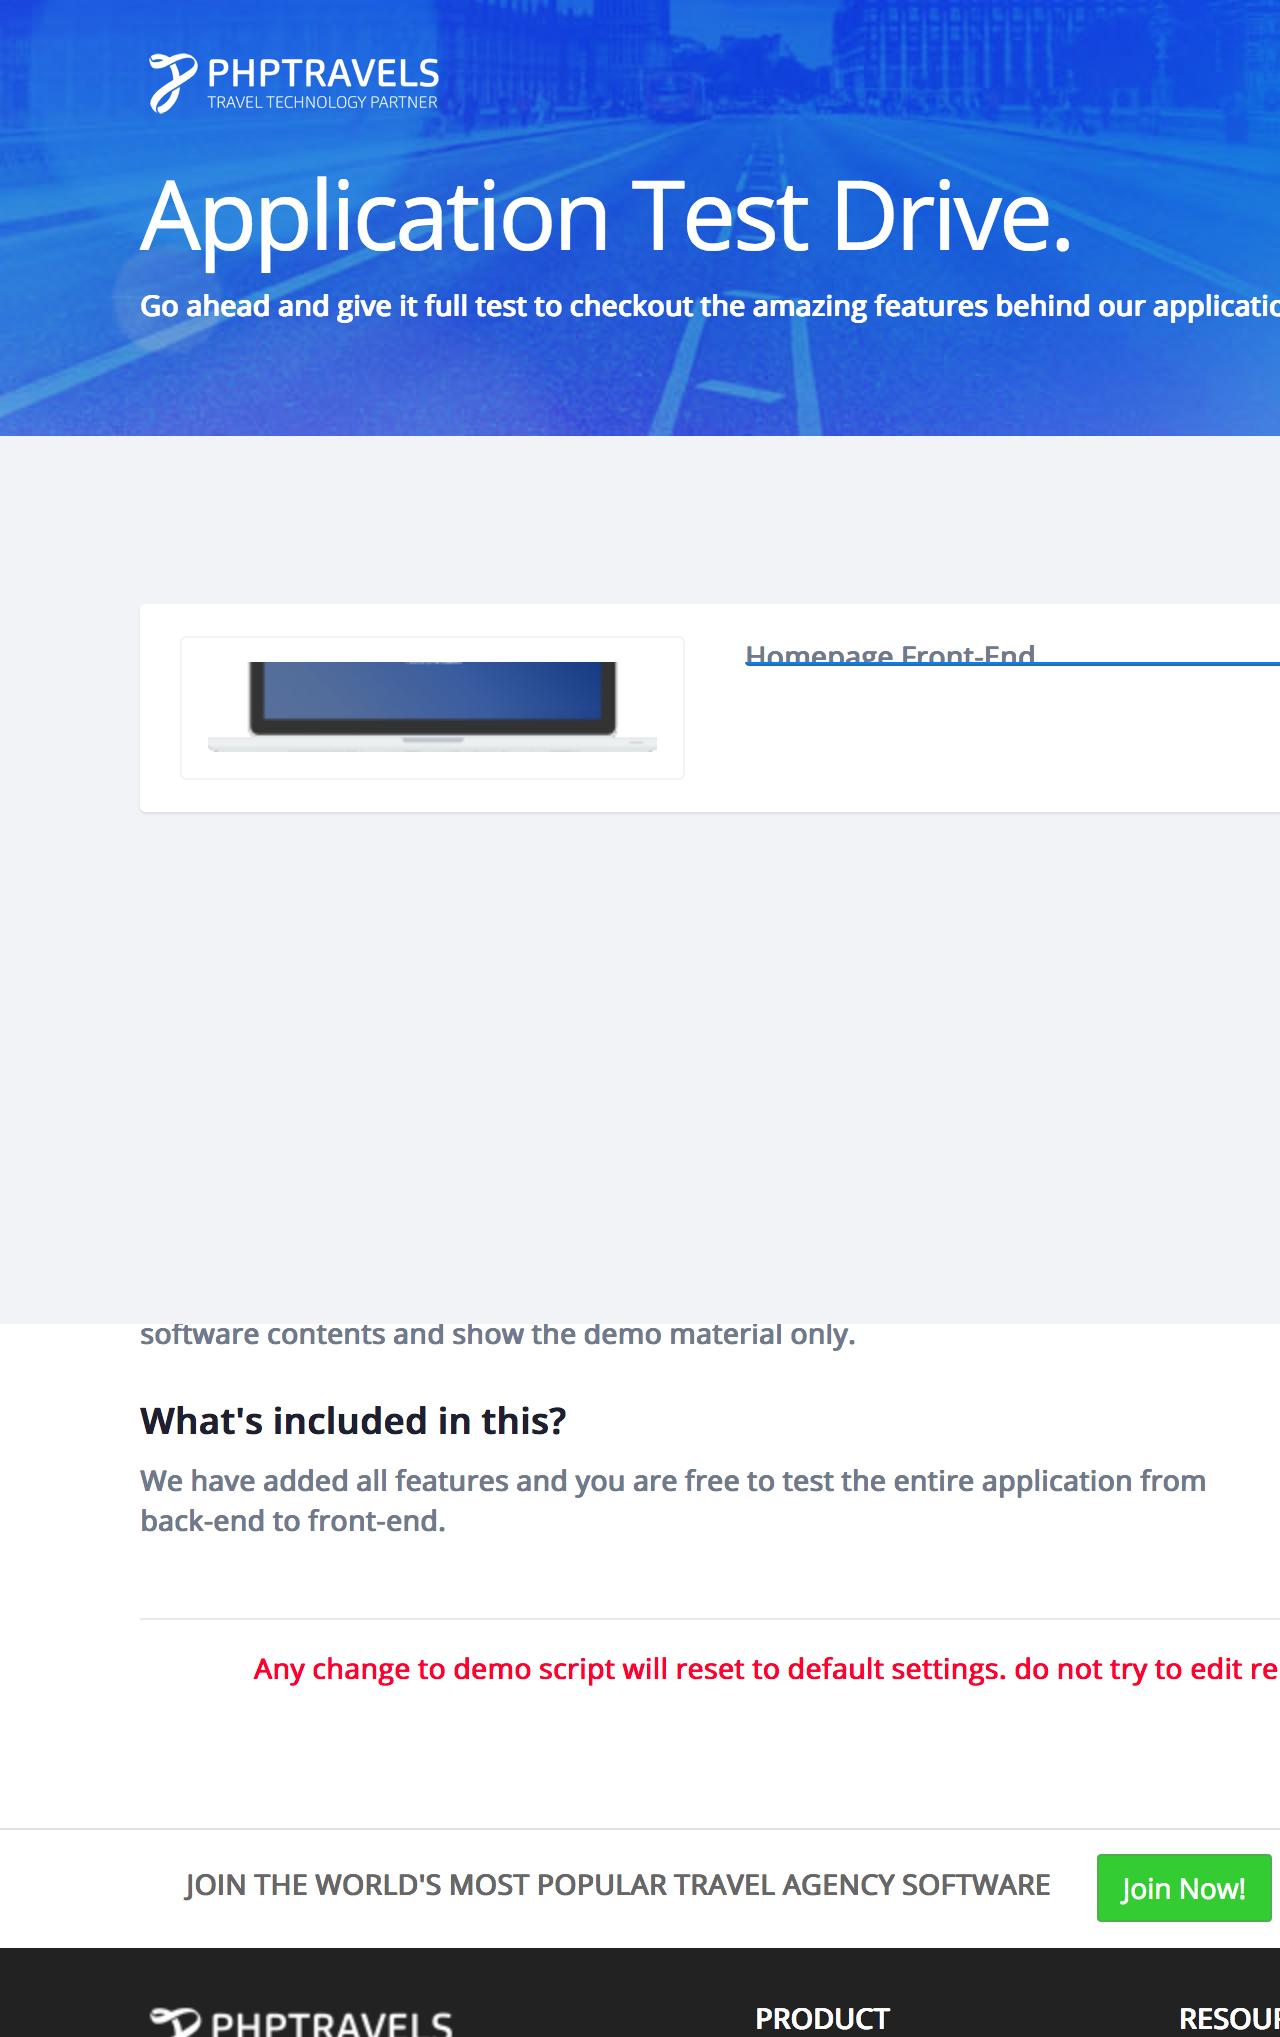 PHPTRAVELS
TRAVEL TECHNOLOGY PARTNER
Application Test Drive.
Go ahead and give it full test to checkout the amazing features behind our
Homepage Front-End
software contents and show the demo material only.
What's included in this?
We have added all features and you are free to test the entire application from
back-end to front-end.
Any change to demo script will reset to default settings. do not try to edit
JOIN THE WORLD'S MOST POPULAR TRAVEL AGENCY SOFTWARE
Join Now!
PHPTRAVELS
PRODUCT